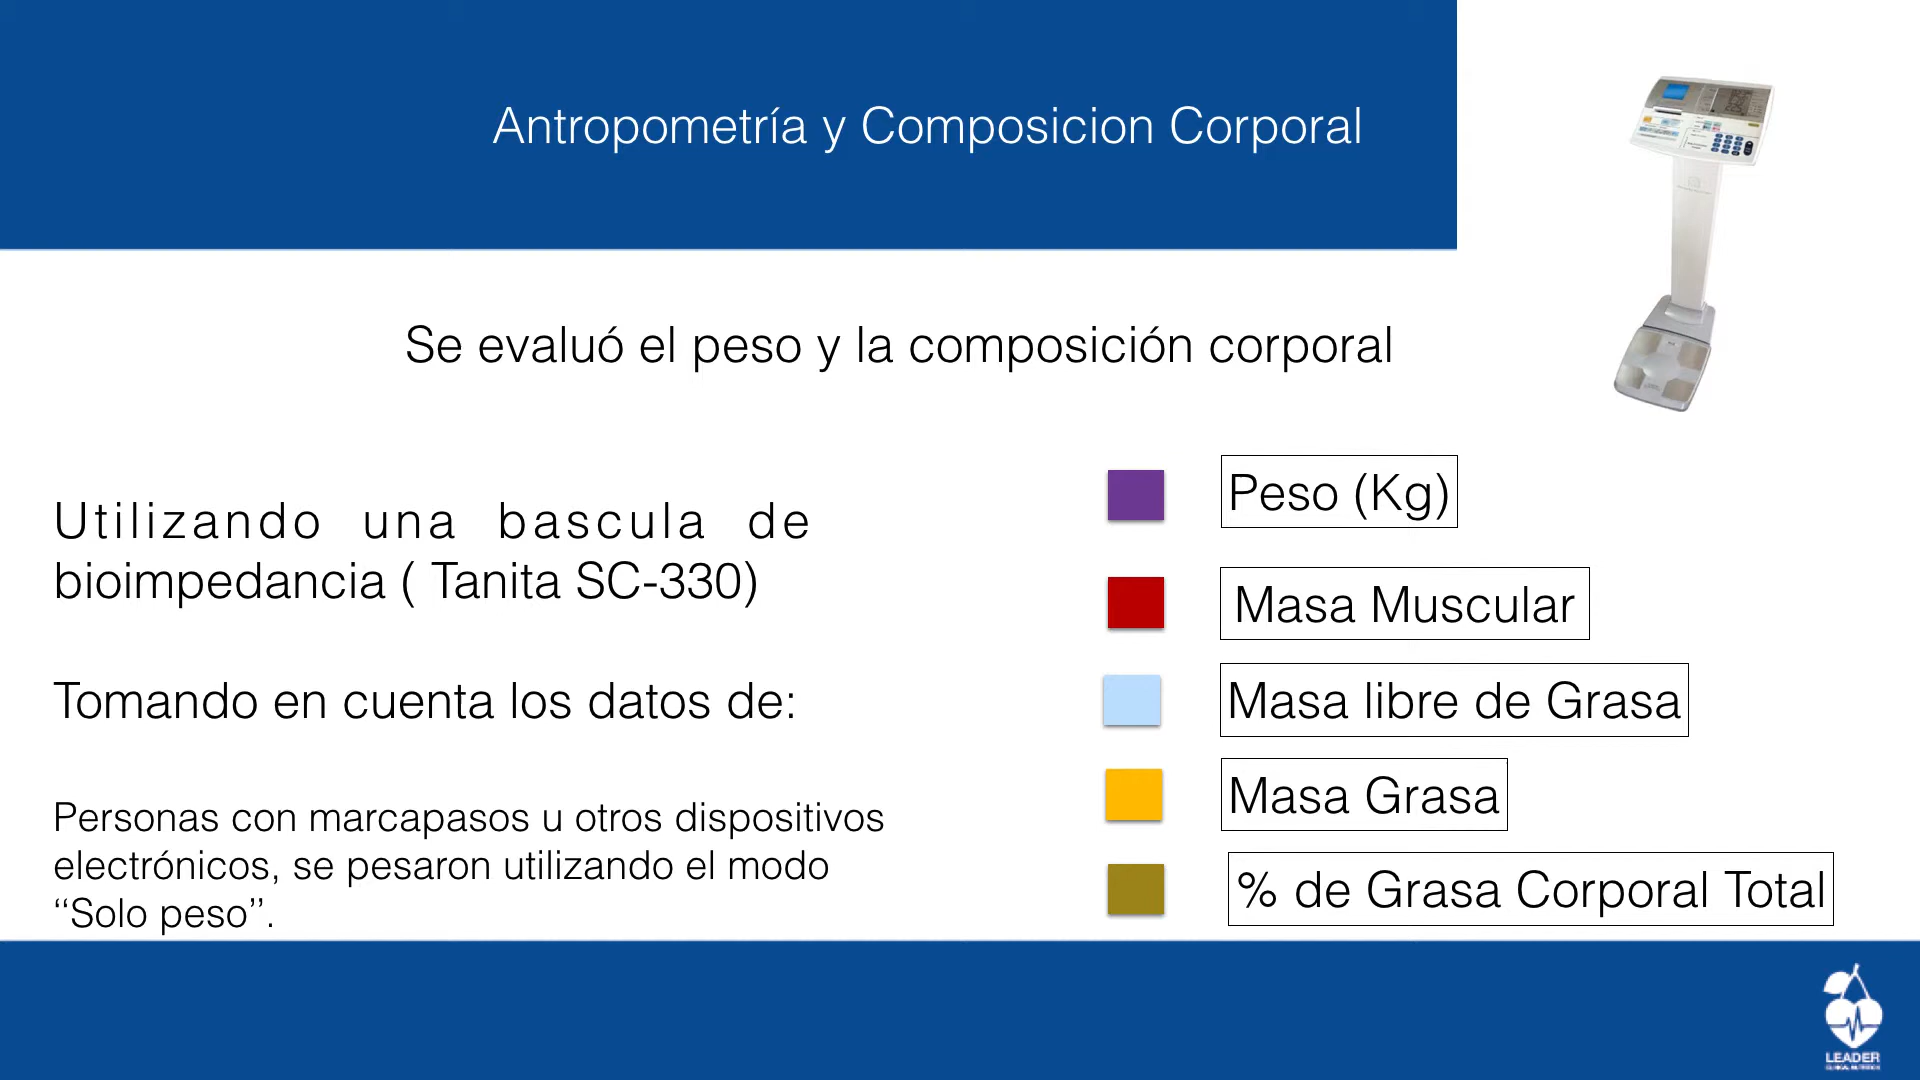 Antropometría y Composicion Corporal
Se evaluó el peso y la composición corporal
Utilizando una bascula de
bioimpedancia ( Tanita SC-330)
Tomando en cuenta los datos de:
Personas con marcapasos u otros dispositivos
electrónicos, se pesaron utilizando el modo
“Solo peso”.
Peso (Kg)
Masa Muscular
Masa libre de Grasa
Masa Grasa
% de Grasa Corporal Total
LEADER
CLINICAL NUTRITION